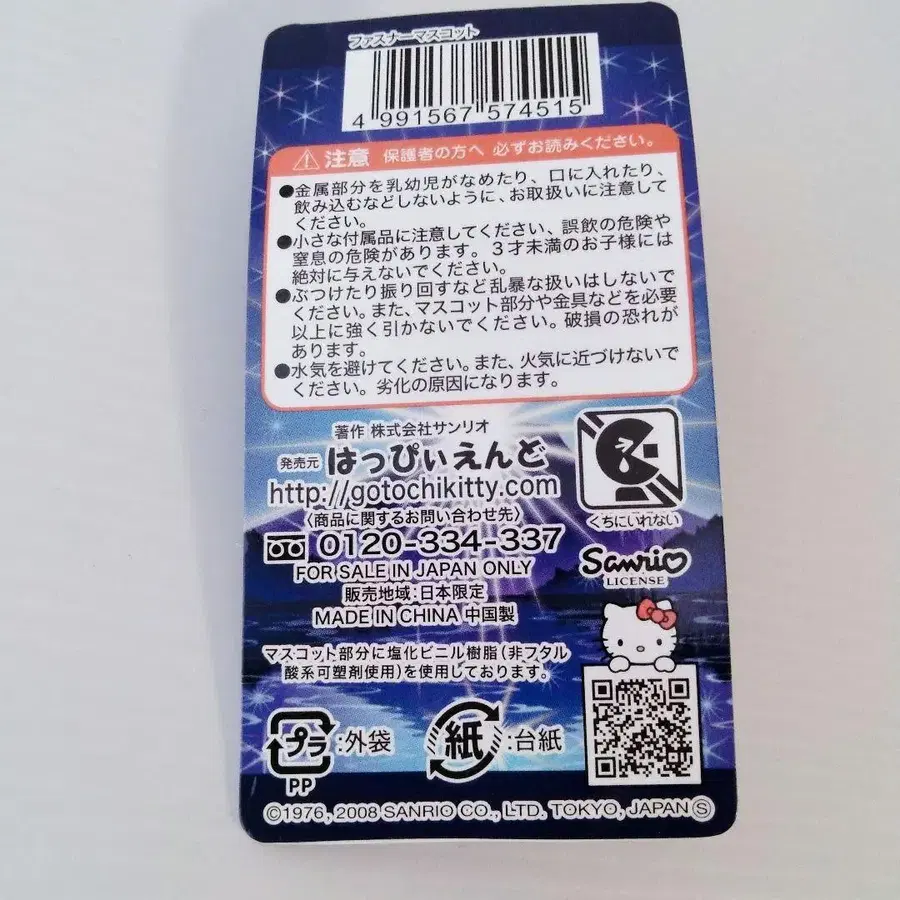 ファスナーマスコット
4 991567 574515
注意 保護者の方へ 必ずお読みください。
●金属部分を乳幼児がなめたり、口に入れたり、
飲み込むなどしないように、お取扱いに注意して
ください。
●小さな付属品に注意してください、誤飲の危険や
窒息の危険があります。3才未満のお子様には
絶対に与えないでください。
●ぶつけたり振り回すなど乱暴な扱いはしないで
ください。また、マスコット部分や金具などを必要
以上に強く引かないでください。破損の恐れが
あります。
●水気を避けてください。また、火気に近づけないで
ください。劣化の原因になります。
著作 株式会社サンリオ
発売元 はっぴぃえんど
http://gotochikitty.com
〈商品に関するお問い合わせ先〉
0120-334-337
FOR SALE IN JAPAN ONLY
販売地域:日本限定
MADE IN CHINA 中国製
くちにいれない
Sanrio
LICENSE
マスコット部分に塩化ビニル樹脂(非フタル
酸系可塑剤使用)を使用しております。
プラ:外袋
PP
紙:台紙
©1976, 2008 SANRIO CO., LTD. TOKYO, JAPAN Ⓢ